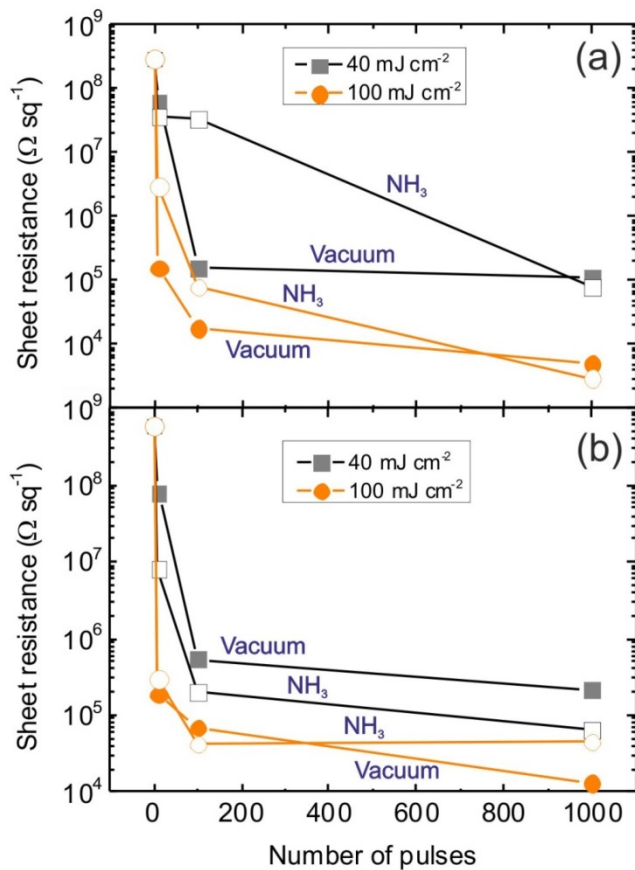 10⁹
(a)
40 mJ cm⁻²
100 mJ cm⁻²
10⁸
10⁷
10⁶
10⁵
10⁴
Sheet resistance (Ω sq⁻¹)
NH₃
Vacuum
NH₃
Vacuum
10⁹
(b)
40 mJ cm⁻²
100 mJ cm⁻²
10⁸
10⁷
10⁶
10⁵
10⁴
Sheet resistance (Ω sq⁻¹)
Vacuum
NH₃
NH₃
Vacuum
0 200 400 600 800 1000
Number of pulses